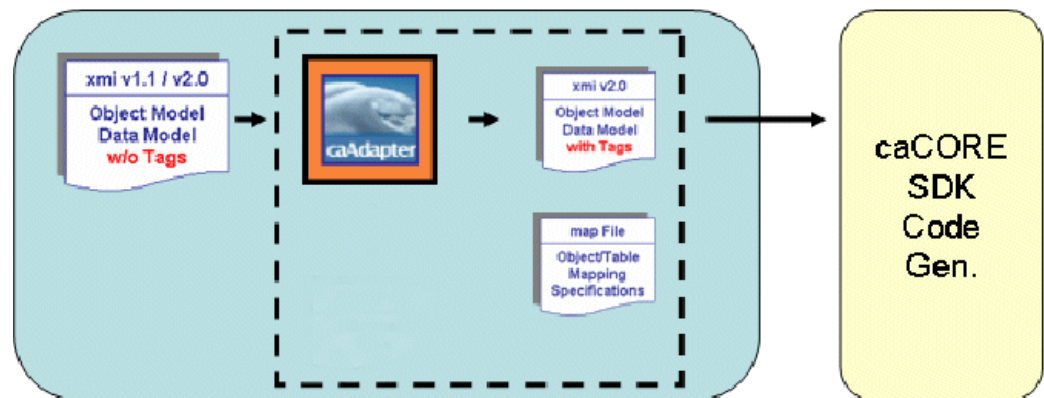 xmi v1.1 / v2.0
Object Model
Data Model
w/o Tags
caAdapter
xmi v2.0
Object Model
Data Model
with Tags
map File
Object/Table
Mapping
Specifications
caCORE
SDK
Code
Gen.